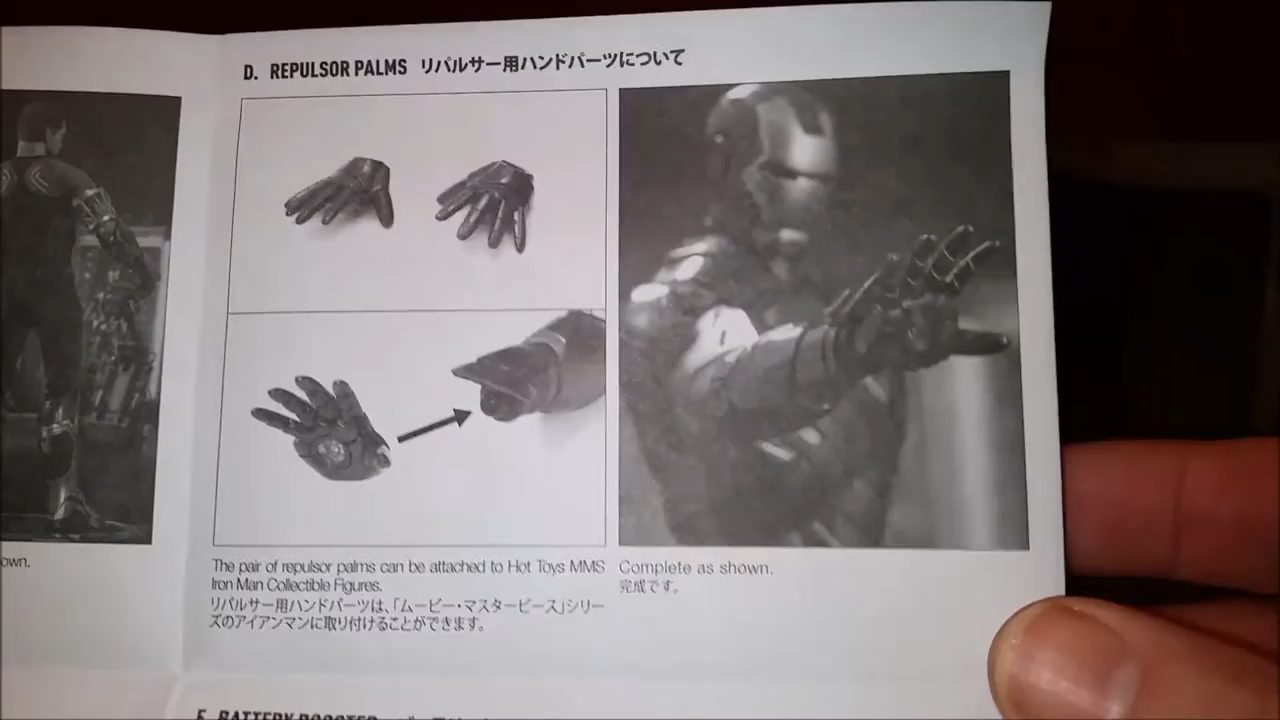 D. REPULSOR PALMS リパルサー用ハンドパーツについて
own.
The pair of repulsor palms can be attached to Hot Toys MMS
Iron Man Collectible Figures.
リパルサー用ハンドパーツは、「ムービー・マスターピース」シリー
ズのアイアンマンに取り付けることができます。
Complete as shown.
完成です。
BATTERY BOOSTER